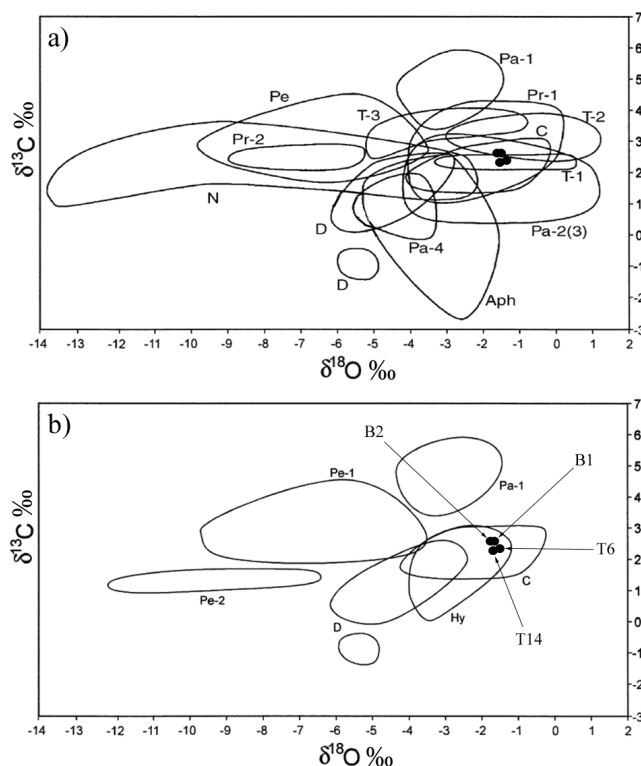 a)
7
6
5
4
3
2
1
0
-1
-2
-3
δ¹³C ‰
Pa-1
Pe
Pr-1
T-3
T-2
C
Pr-2
T-1
N
D
Pa-4
Pa-2(3)
D
Aph
-14 -13 -12 -11 -10 -9 -8 -7 -6 -5 -4 -3 -2 -1 0 1 2
δ¹⁸O ‰
b)
7
6
5
4
3
2
1
0
-1
-2
-3
δ¹³C ‰
B2
B1
Pe-1
Pa-1
T6
C
Pe-2
D
Hy
T14
-14 -13 -12 -11 -10 -9 -8 -7 -6 -5 -4 -3 -2 -1 0 1 2
δ¹⁸O ‰